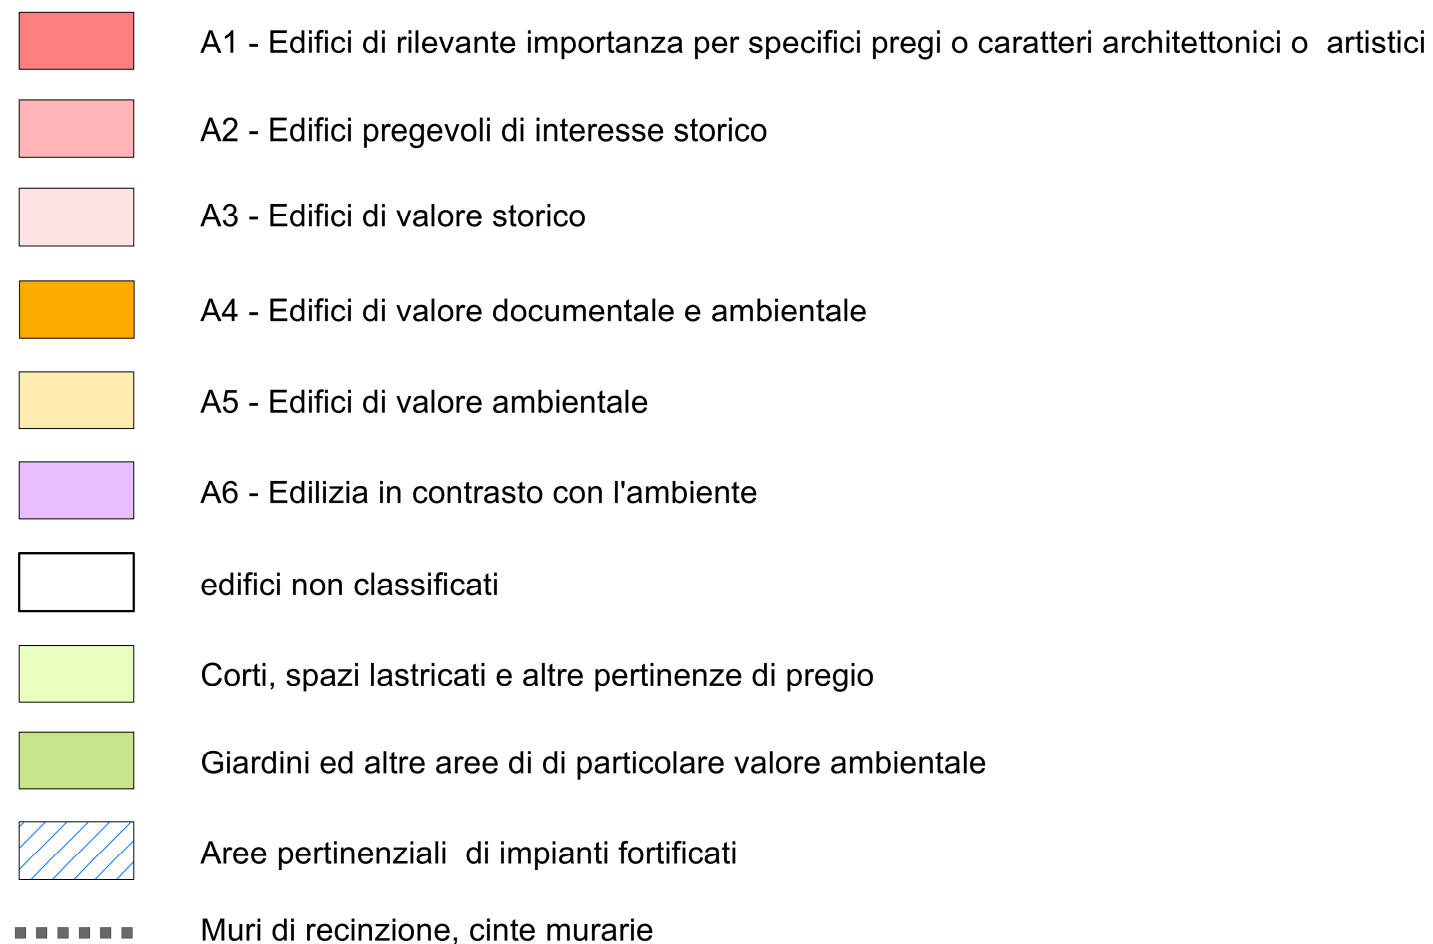 A1 - Edifici di rilevante importanza per specifici pregi o caratteri architettonici o  artistici
A2 - Edifici pregevoli di interesse storico
A3 - Edifici di valore storico
A4 - Edifici di valore documentale e ambientale
A5 - Edifici di valore ambientale
A6 - Edilizia in contrasto con l'ambiente
edifici non classificati
Corti, spazi lastricati e altre pertinenze di pregio
Giardini ed altre aree di di particolare valore ambientale
Aree pertinenziali  di impianti fortificati
Muri di recinzione, cinte murarie